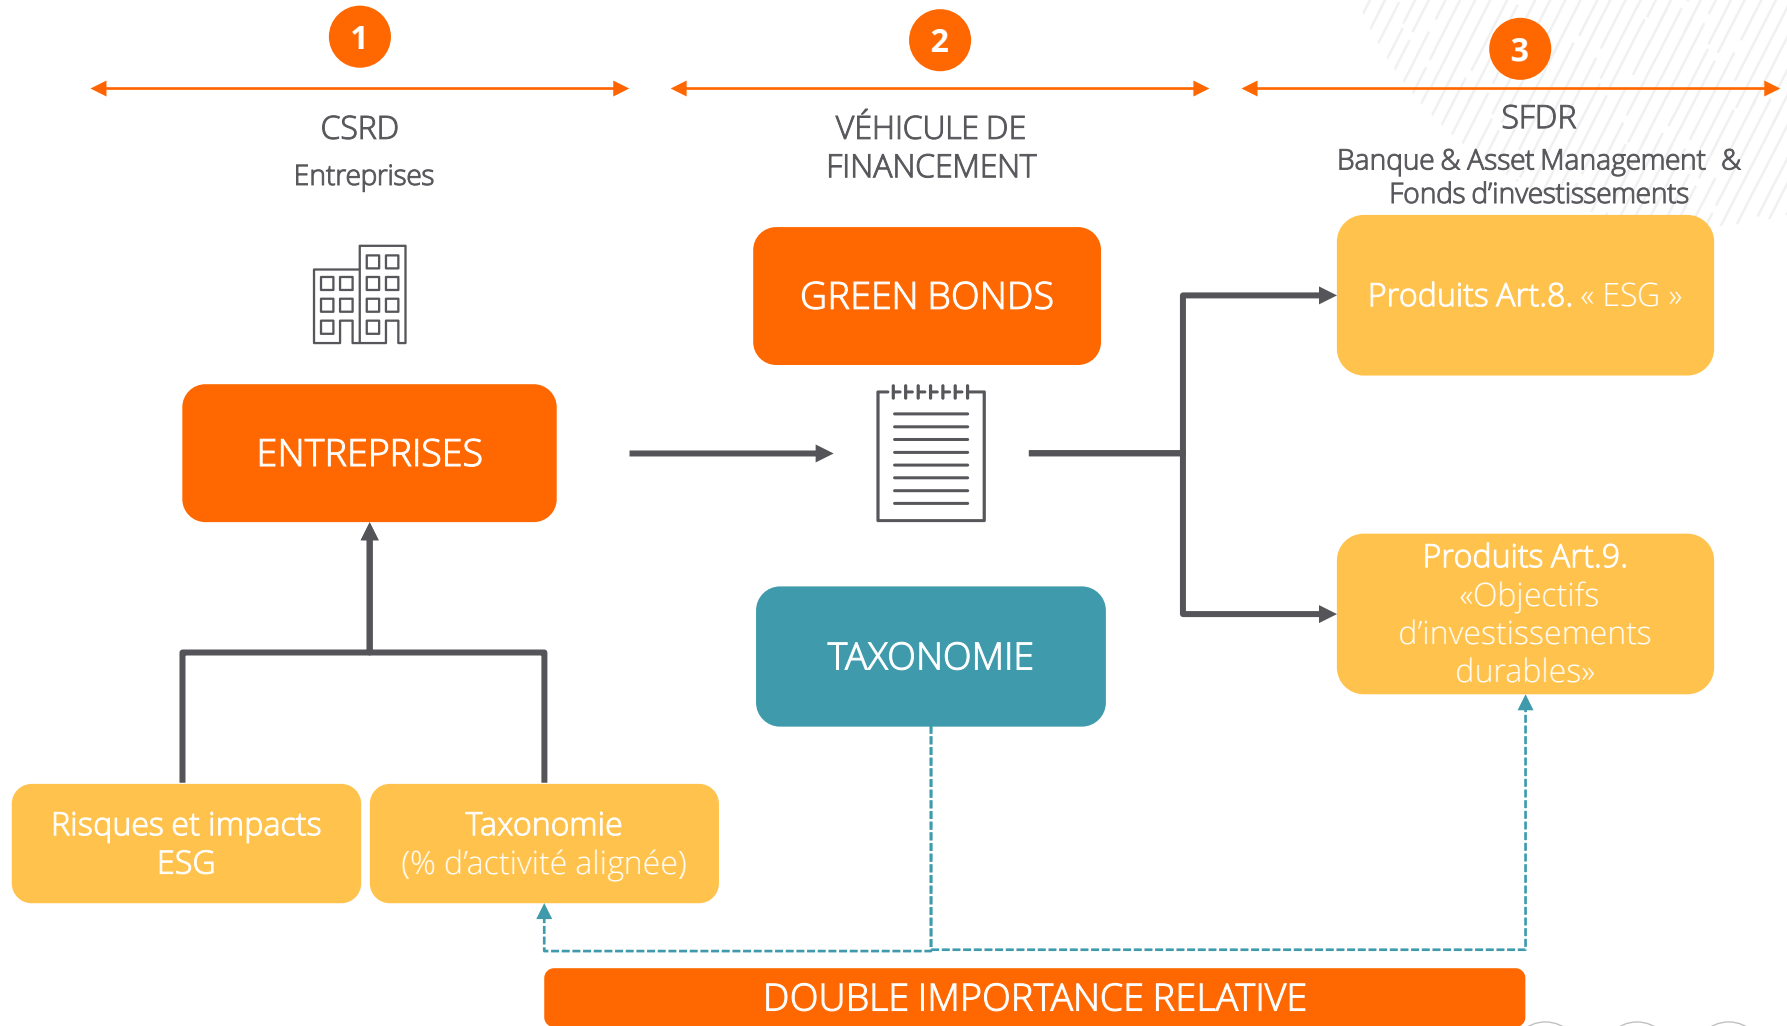 1
CSRD
Entreprises
ENTREPRISES
Risques et impacts
ESG
Taxonomie
(% d’activité alignée)
2
VÉHICULE DE
FINANCEMENT
GREEN BONDS
TAXONOMIE
3
SFDR
Banque & Asset Management &
Fonds d’investissements
Produits Art.8. « ESG »
Produits Art.9.
«Objectifs
d’investissements
durables»
DOUBLE IMPORTANCE RELATIVE